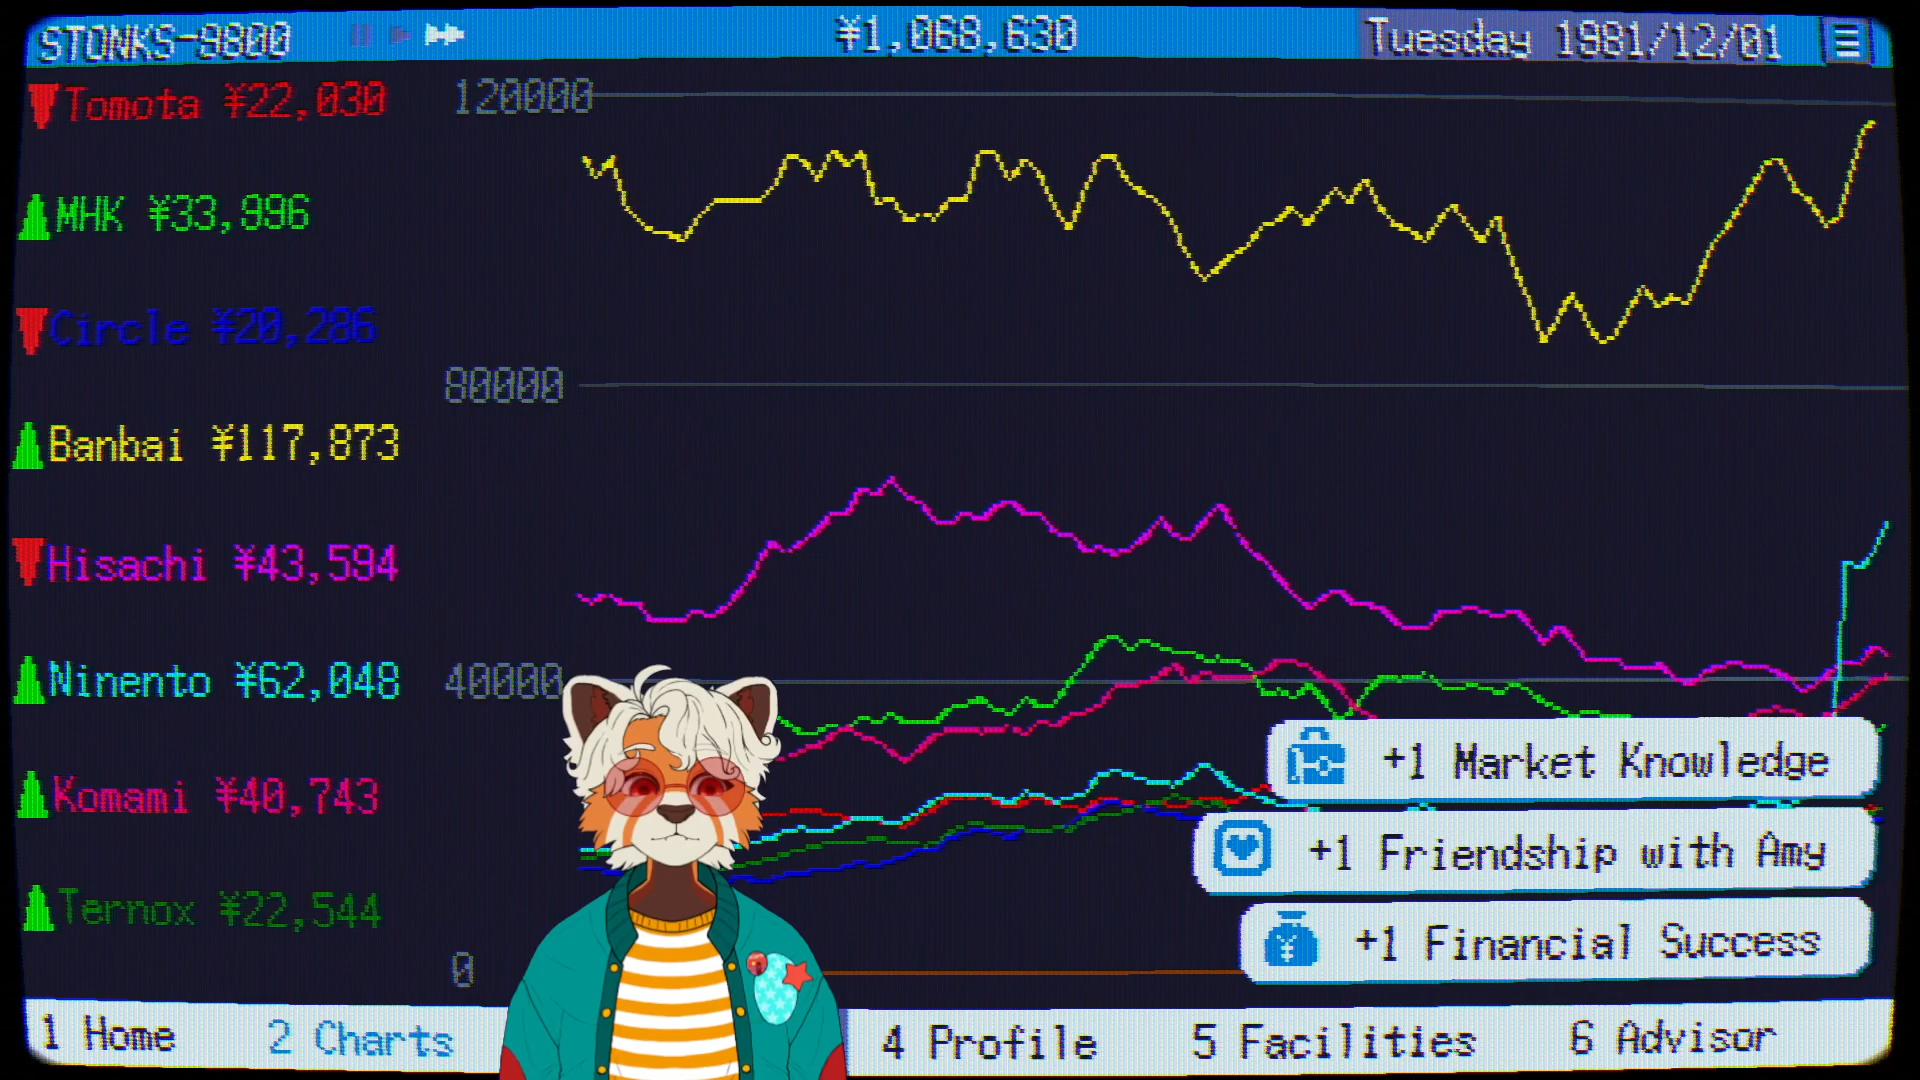 STONKS-9800
¥1,068,630
Tuesday 1981/12/01
Tomota ¥22,030
MHK ¥33,996
Circle ¥20,286
Banbai ¥117,873
Hisachi ¥43,594
Ninento ¥62,048
Komami ¥40,743
Ternox ¥22,544
120000
80000
40000
0
+1 Market Knowledge
+1 Friendship with Amy
+1 Financial Success
1 Home
2 Charts
4 Profile
5 Facilities
6 Advisor